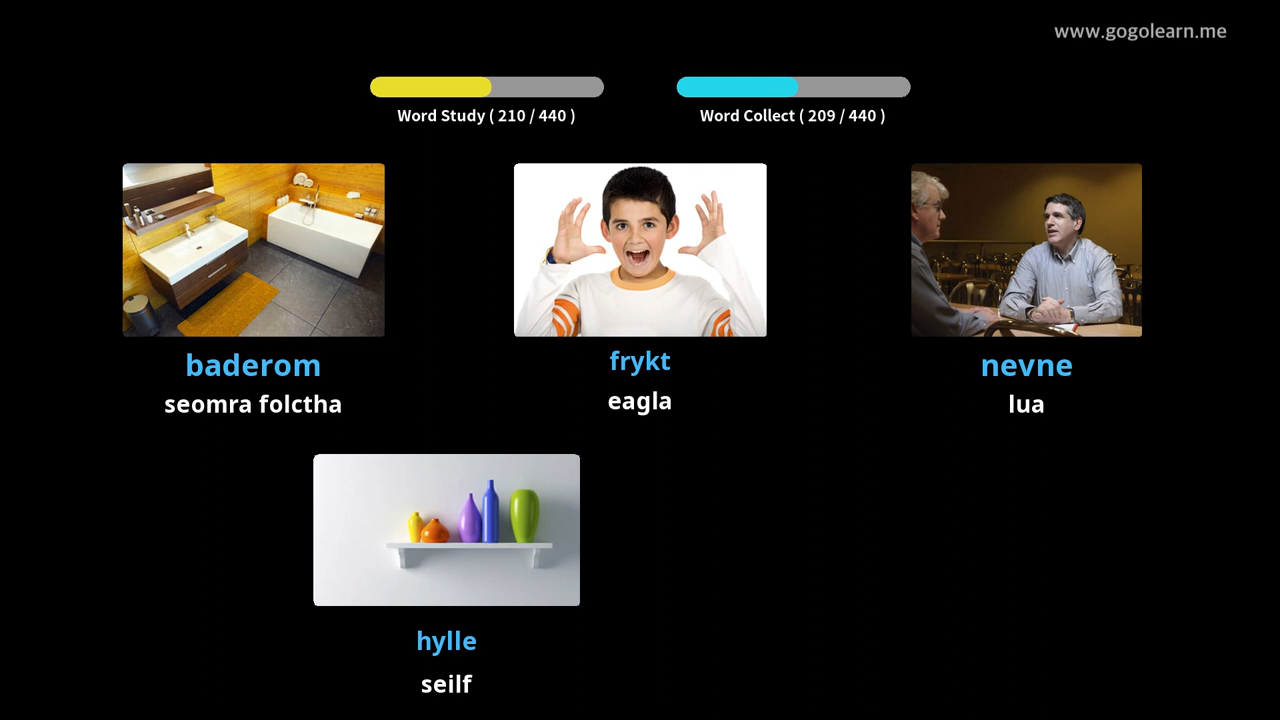 www.gogolearn.me
Word Study ( 210 / 440 )
Word Collect ( 209 / 440 )
baderom
seomra folctha
frykt
eagla
nevne
lua
hylle
seilf